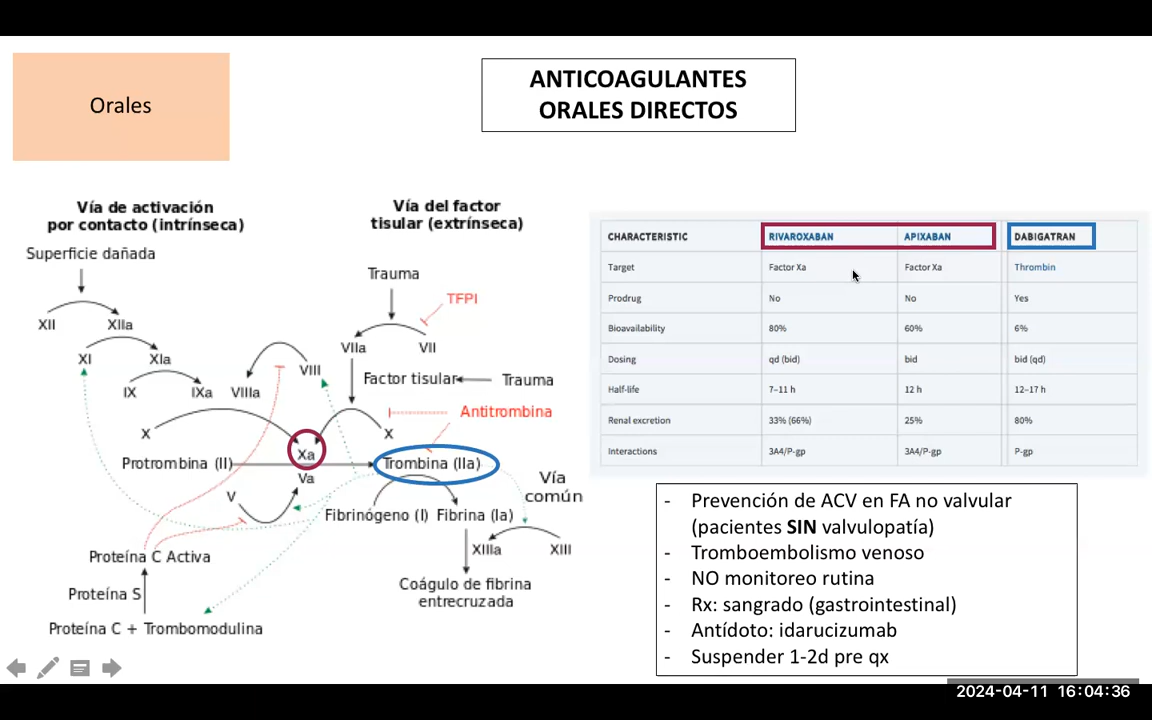 Orales
ANTICOAGULANTES
ORALES DIRECTOS
Vía de activación
por contacto (intrínseca)
Superficie dañada
XII
XIIa
XI
XIa
IX
IXa
VIIIa
VIII
X
Vía del factor
tisular (extrínseca)
Trauma
TFPI
VIIa
VII
Factor tisular
Trauma
Antitrombina
X
Xa
Protrombina (II)
Trombina (IIa)
Va
V
Vía
común
Fibrinógeno (I)
Fibrina (Ia)
XIIIa
XIII
Proteína C Activa
Coágulo de fibrina
entrecruzada
Proteína S
Proteína C + Trombomodulina
CHARACTERISTIC RIVAROXABAN APIXABAN DABIGATRAN
Target Factor Xa Factor Xa Thrombin
Prodrug No No Yes
Bioavailability 80% 60% 6%
Dosing qd (bid) bid bid (qd)
Half-life 7–11 h 12 h 12–17 h
Renal excretion 33% (66%) 25% 80%
Interactions 3A4/P-gp 3A4/P-gp P-gp
- Prevención de ACV en FA no valvular
(pacientes SIN valvulopatía)
- Tromboembolismo venoso
- NO monitoreo rutina
- Rx: sangrado (gastrointestinal)
- Antídoto: idarucizumab
- Suspender 1-2d pre qx
2024-04-11 16:04:36